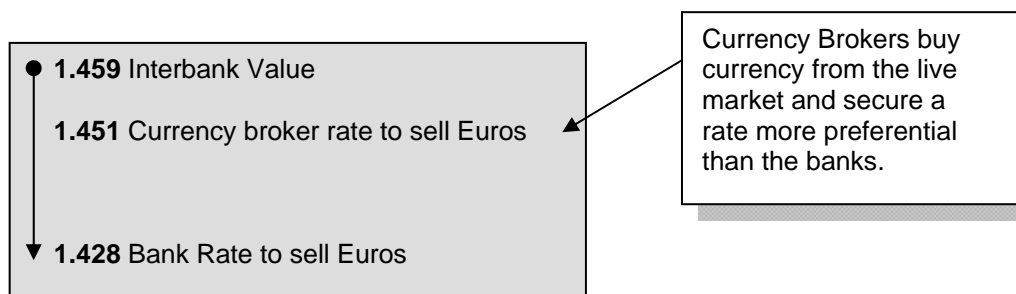 1.459 Interbank Value
1.451 Currency broker rate to sell Euros
1.428 Bank Rate to sell Euros
Currency Brokers buy
currency from the live
market and secure a
rate more preferential
than the banks.